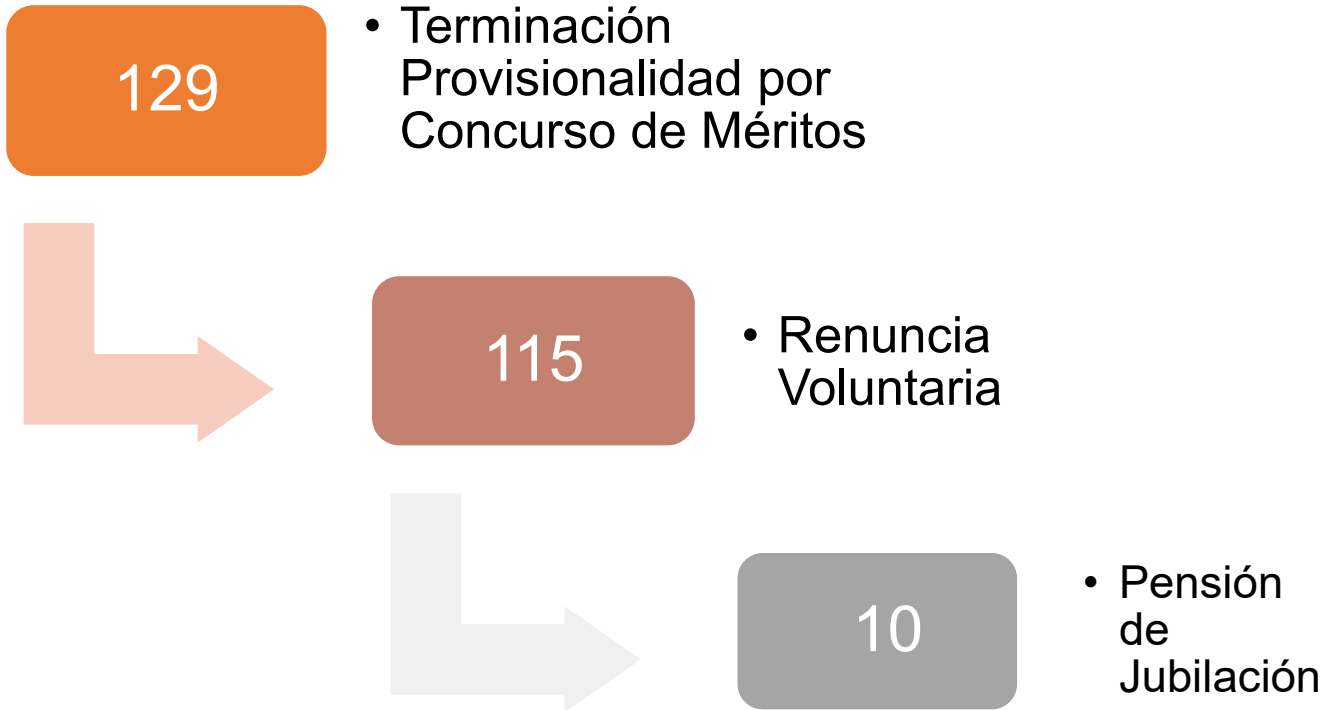 129
• Terminación
Provisionalidad por
Concurso de Méritos
115
• Renuncia
Voluntaria
10
• Pensión
de
Jubilación